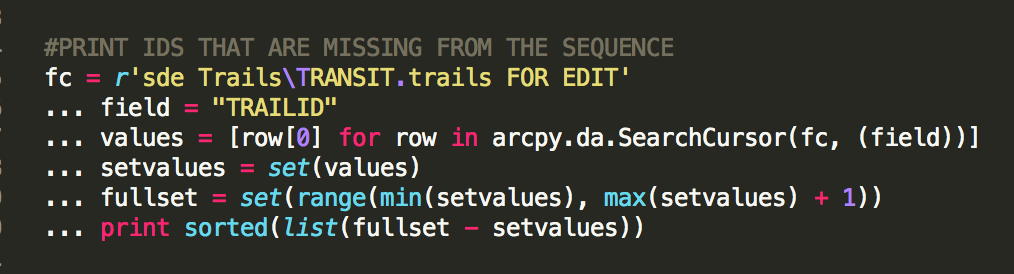 #PRINT IDS THAT ARE MISSING FROM THE SEQUENCE
fc = r'sde Trails\TRANSIT.trails FOR EDIT'
... field = "TRAILID"
... values = [row[0] for row in arcpy.da.SearchCursor(fc, (field))]
... setvalues = set(values)
... fullset = set(range(min(setvalues), max(setvalues) + 1))
... print sorted(list(fullset - setvalues))